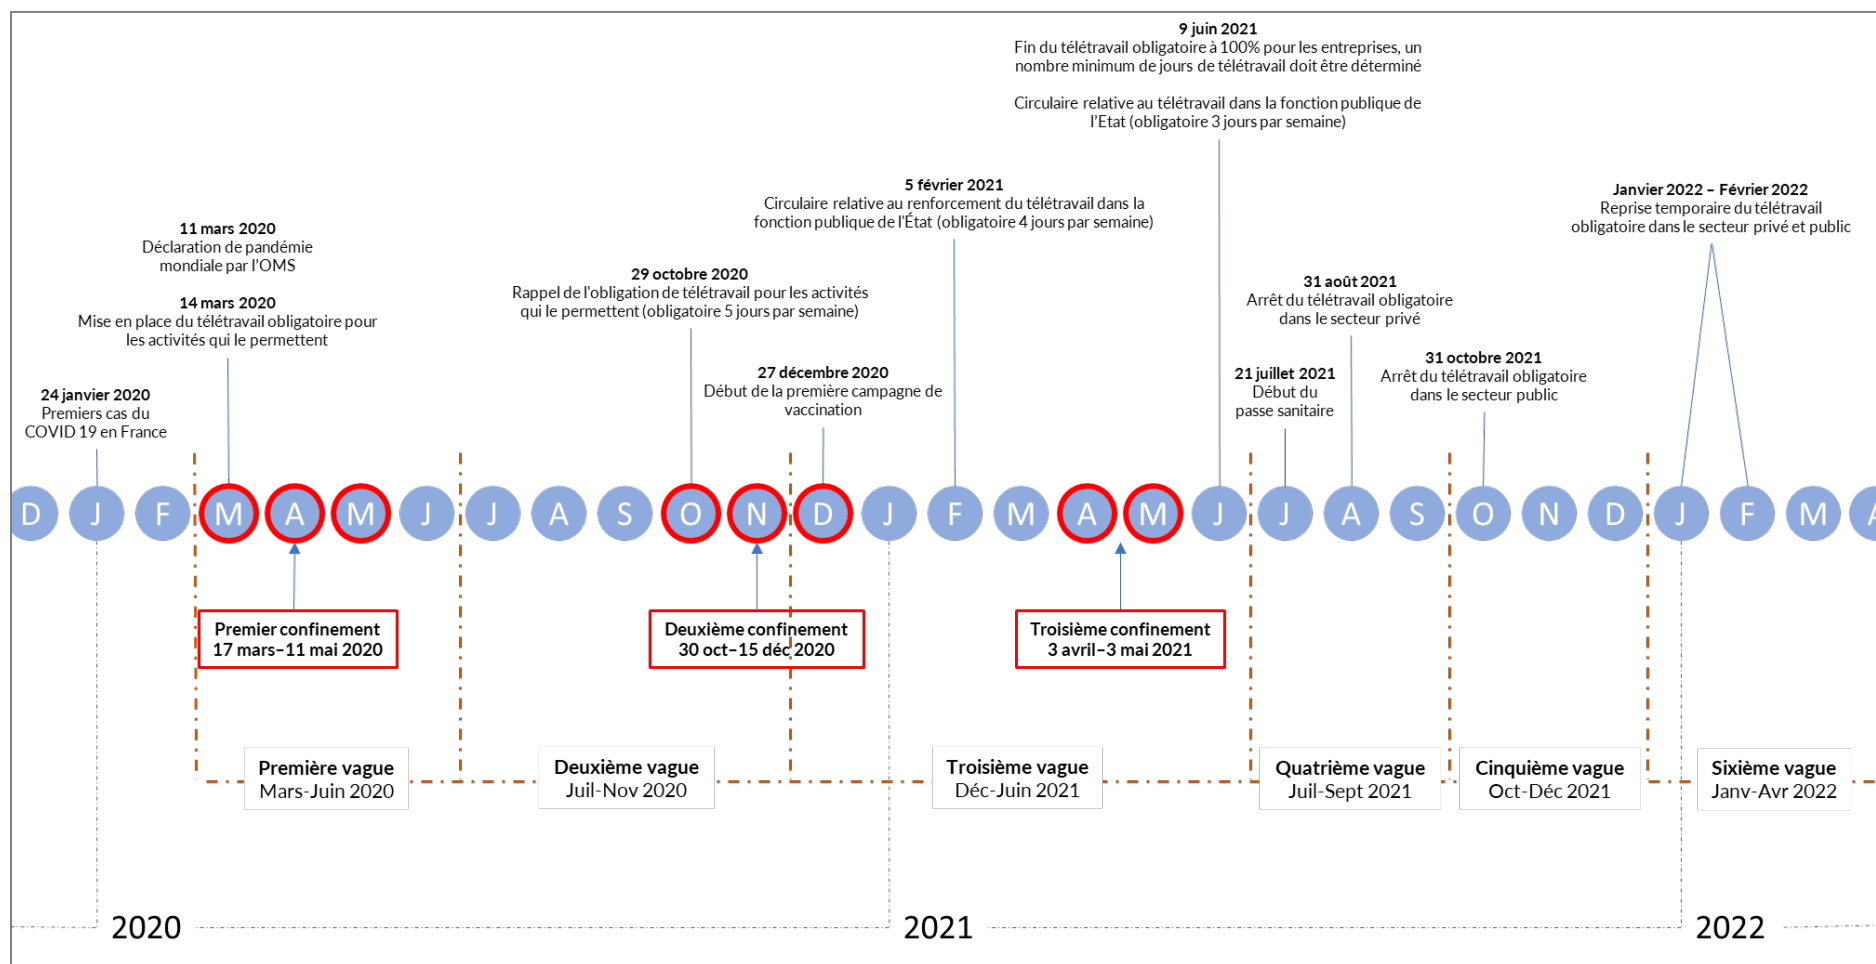 9 juin 2021
Fin du télétravail obligatoire à 100% pour les entreprises, un
nombre minimum de jours de télétravail doit être déterminé
Circulaire relative au télétravail dans la fonction publique de
l'Etat (obligatoire 3 jours par semaine)
5 février 2021
Circulaire relative au renforcement du télétravail dans la
fonction publique de l'État (obligatoire 4 jours par semaine)
Janvier 2022 – Février 2022
Reprise temporaire du télétravail
obligatoire dans le secteur privé et public
11 mars 2020
Déclaration de pandémie
mondiale par l'OMS
14 mars 2020
Mise en place du télétravail obligatoire pour
les activités qui le permettent
29 octobre 2020
Rappel de l'obligation de télétravail pour les activités
qui le permettent (obligatoire 5 jours par semaine)
31 août 2021
Arrêt du télétravail obligatoire
dans le secteur privé
27 décembre 2020
Début de la première campagne de
vaccination
21 juillet 2021
Début du
passe sanitaire
31 octobre 2021
Arrêt du télétravail obligatoire
dans le secteur public
24 janvier 2020
Premiers cas du
COVID 19 en France
D J F M A M J J A S O N D J F M A M J J A S O N D J F M A
Premier confinement
17 mars–11 mai 2020
Deuxième confinement
30 oct–15 déc 2020
Troisième confinement
3 avril–3 mai 2021
Première vague
Mars-Juin 2020
Deuxième vague
Juil-Nov 2020
Troisième vague
Déc-Juin 2021
Quatrième vague
Juil-Sept 2021
Cinquième vague
Oct-Déc 2021
Sixième vague
Janv-Avr 2022
2020
2021
2022